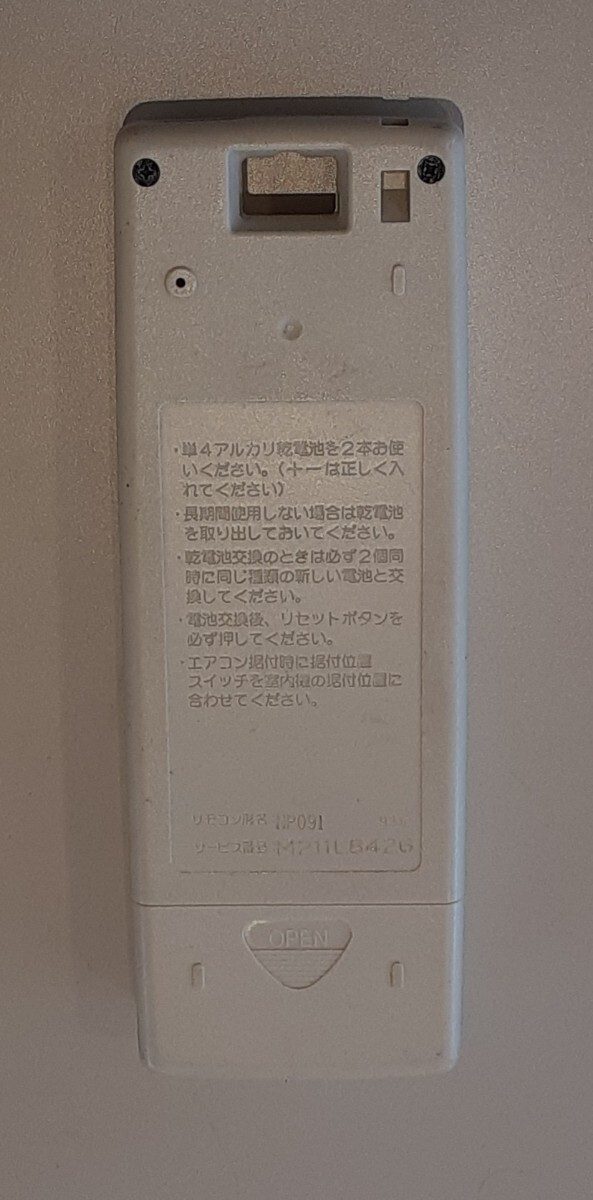 ・単4アルカリ乾電池を2本お使
いください。(+−は正しく入
れてください)
・長期間使用しない場合は乾電池
を取り出しておいてください。
・乾電池交換のときは必ず2個同
時に同じ種類の新しい電池と交
換してください。
・電池交換後、リセットボタンを
必ず押してください。
・エアコン据付時に据付位置
スイッチを室内機の据付位置に
合わせてください。
リモコン形名 NP091
サービス番号 M211LB426
OPEN